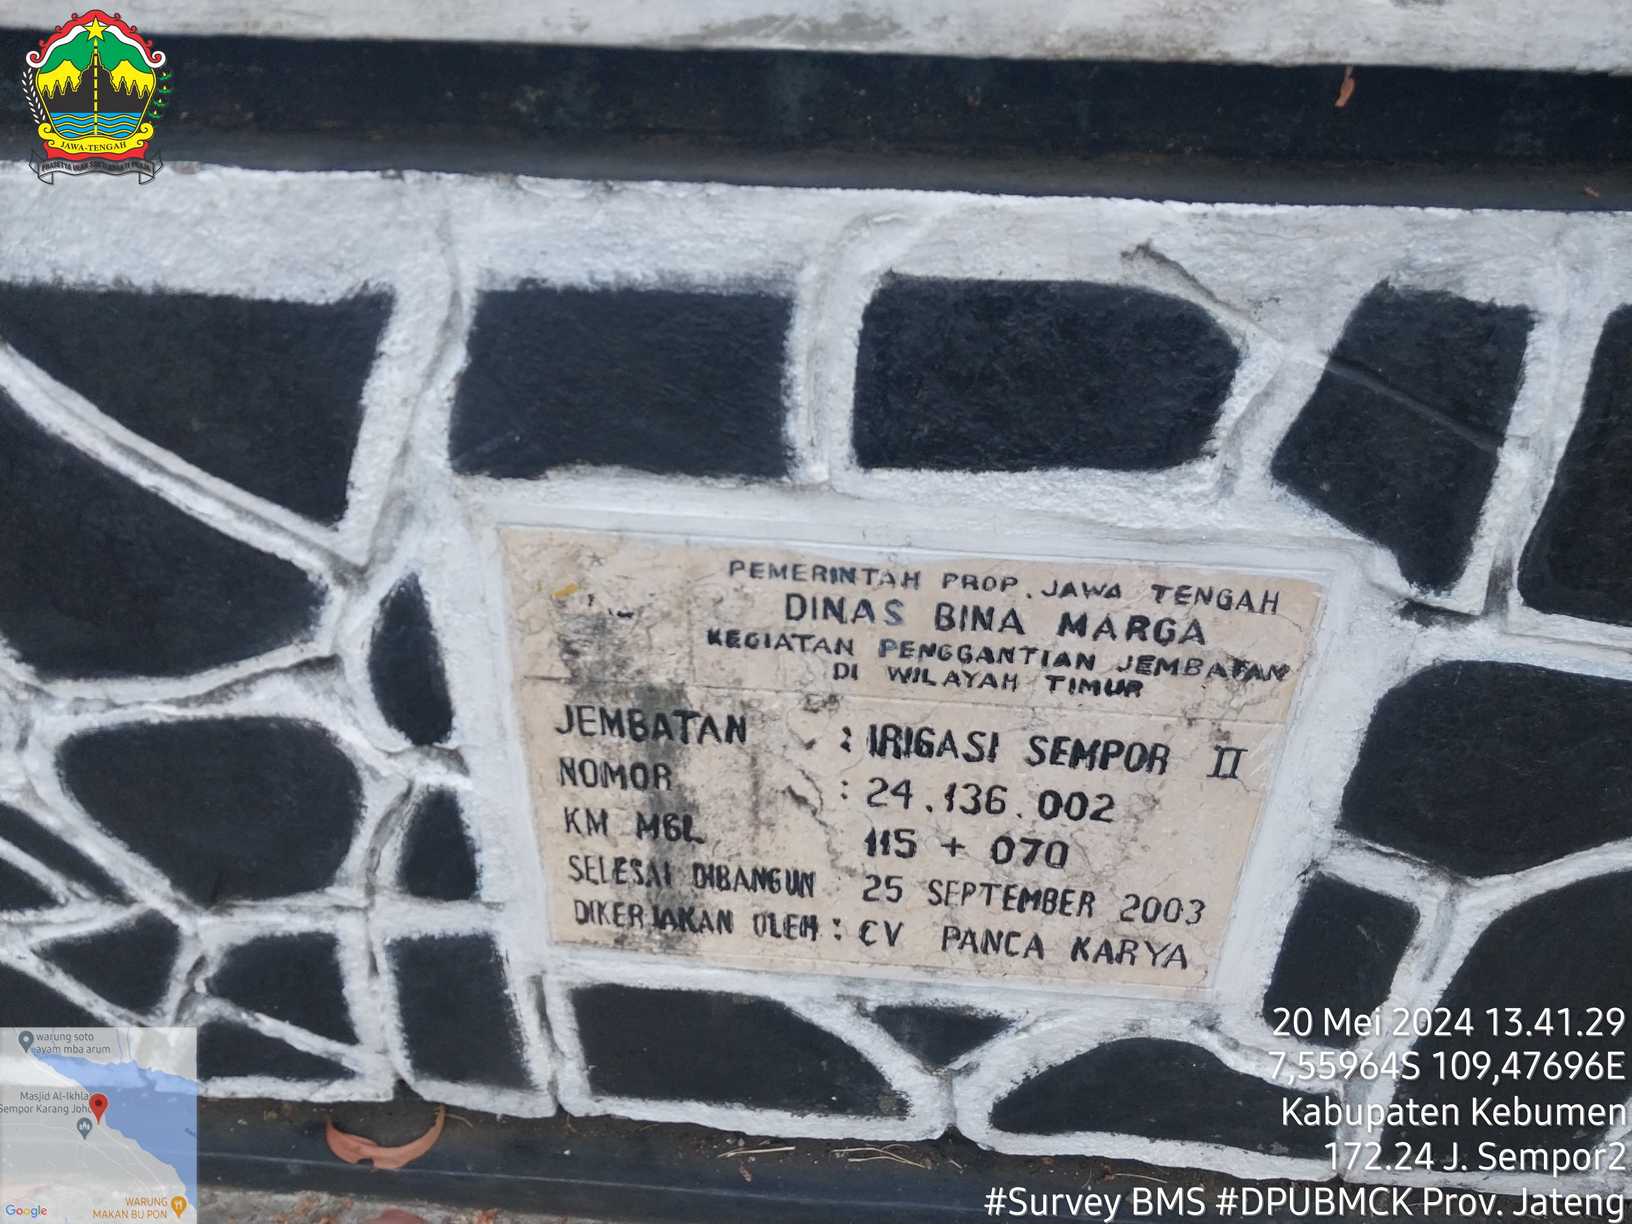 JAWA-TENGAH
PEMERINTAH PROP. JAWA TENGAH
DINAS BINA MARGA
KEGIATAN PENGGANTIAN JEMBATAN
DI WILAYAH TIMUR
JEMBATAN : IRIGASI SEMPOR II
NOMOR : 24.136.002
KM MGL 115 + 070
SELESAI DIBANGUN : 25 SEPTEMBER 2003
DIKERJAKAN OLEH : CV PANCA KARYA
20 Mei 2024 13.41.29
7,55964S 109,47696E
Kabupaten Kebumen
172.24 J. Sempor2
#Survey BMS #DPUBMCK Prov. Jateng
warung soto
ayam mba arum
Masjid Al-Ikhla
Sempor Karang Joh
WARUNG
MAKAN BU PON
Google